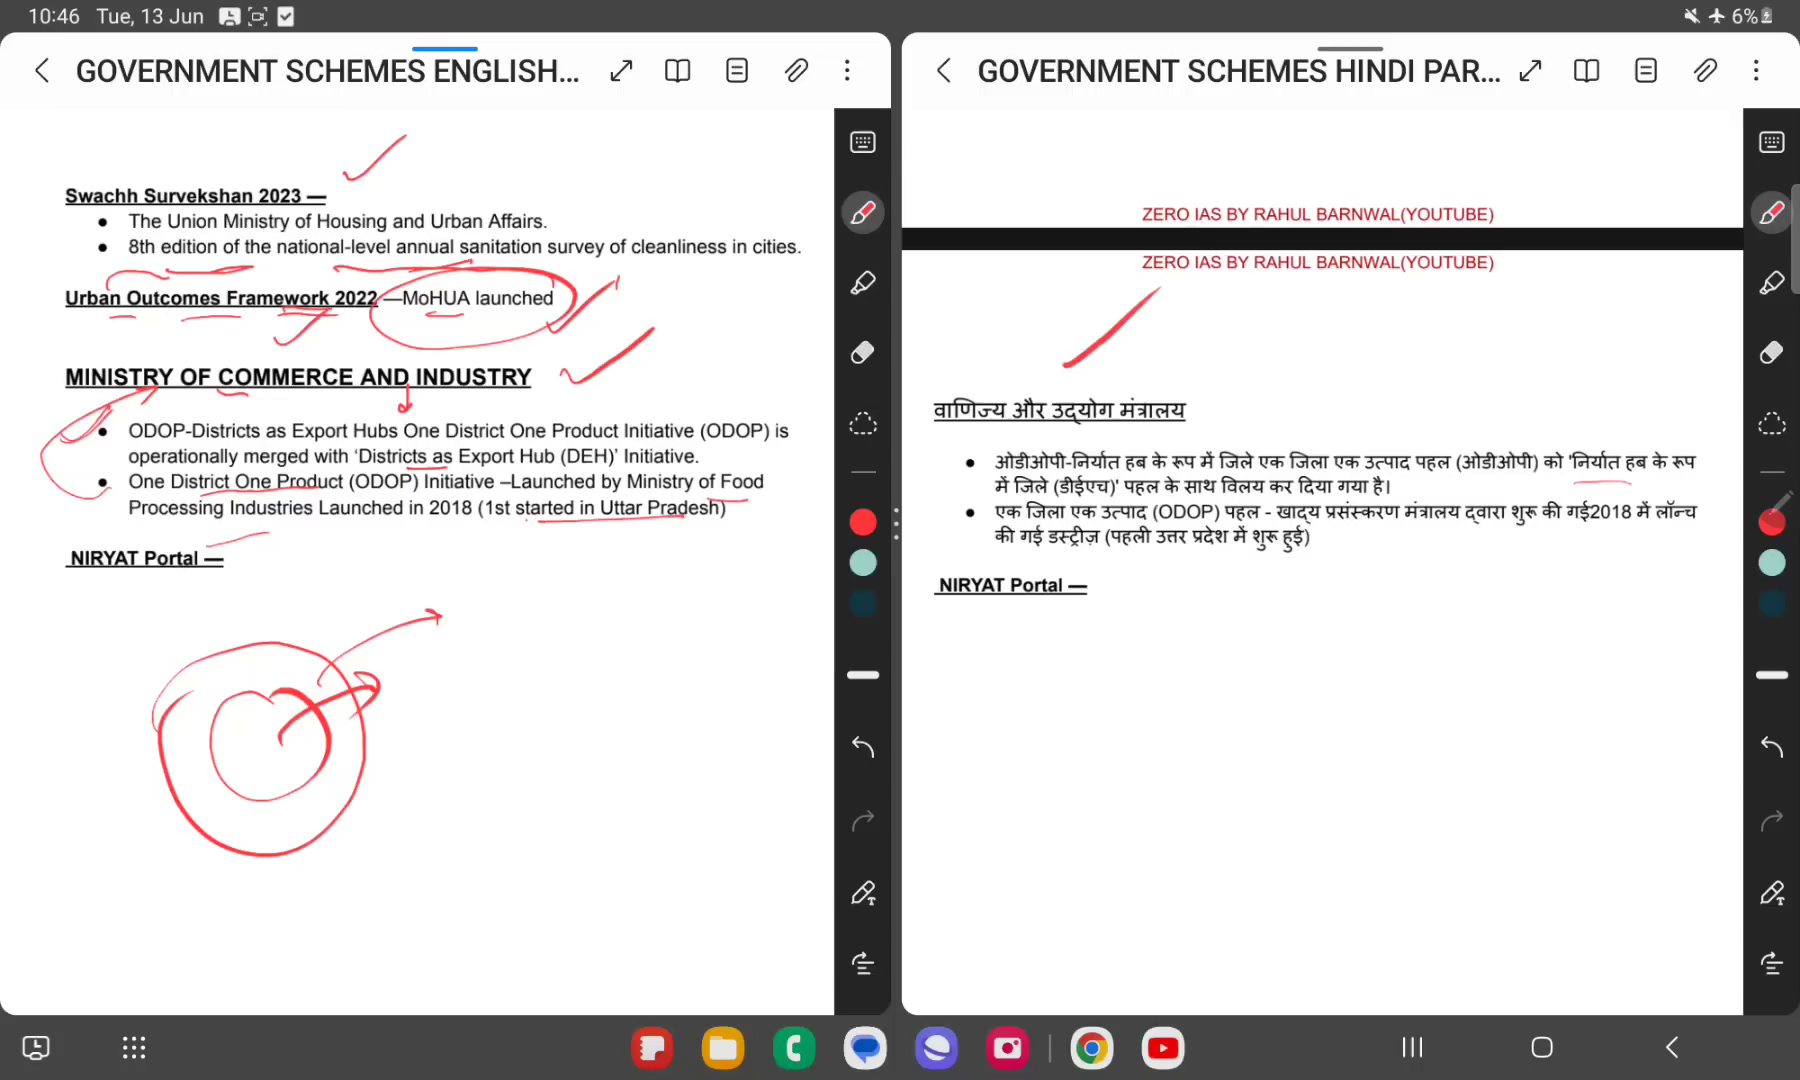 10:46 Tue, 13 Jun
6%
GOVERNMENT SCHEMES ENGLISH...
Swachh Survekshan 2023 —
• The Union Ministry of Housing and Urban Affairs.
• 8th edition of the national-level annual sanitation survey of cleanliness in cities.
Urban Outcomes Framework 2022 —MoHUA launched
MINISTRY OF COMMERCE AND INDUSTRY
• ODOP-Districts as Export Hubs One District One Product Initiative (ODOP) is
operationally merged with ‘Districts as Export Hub (DEH)’ Initiative.
• One District One Product (ODOP) Initiative –Launched by Ministry of Food
Processing Industries Launched in 2018 (1st started in Uttar Pradesh)
NIRYAT Portal —
GOVERNMENT SCHEMES HINDI PAR...
ZERO IAS BY RAHUL BARNWAL(YOUTUBE)
ZERO IAS BY RAHUL BARNWAL(YOUTUBE)
वाणिज्य और उद्योग मंत्रालय
• ओडीओपी-निर्यात हब के रूप में जिले एक जिला एक उत्पाद पहल (ओडीओपी) को 'निर्यात हब के रूप
में जिले (डीईएच)' पहल के साथ विलय कर दिया गया है।
• एक जिला एक उत्पाद (ODOP) पहल - खाद्य प्रसंस्करण मंत्रालय द्वारा शुरू की गई2018 में लॉन्च
की गई डस्ट्रीज़ (पहली उत्तर प्रदेश में शुरू हुई)
NIRYAT Portal —